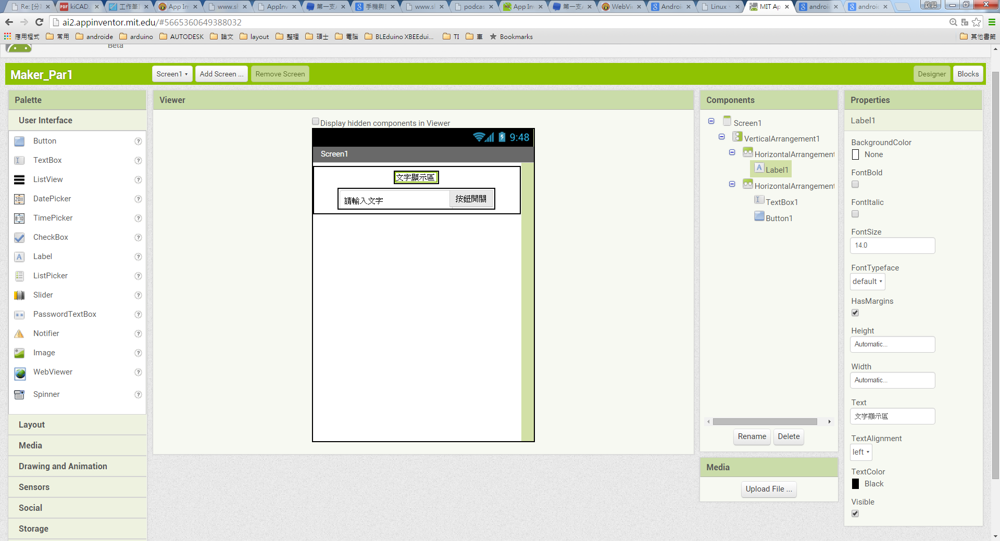 Re: [分
kiCAD.
工作筆
App In
www.sl
AppInv
第一支A
手機與
www.sl
podcas
App In
第一支A
WebVi
Androi
Linux
MIT Ap
androi
androi
ai2.appinventor.mit.edu/#5665360649388032
應用程式
常用
androide
arduino
AUTODESK
論文
layout
整理
碩士
電腦
BLEduino XBEEdui...
TI
車
Bookmarks
其他書籤
Beta
Maker_Par1
Screen1
Add Screen ...
Remove Screen
Designer
Blocks
Palette
User Interface
Button
TextBox
ListView
DatePicker
TimePicker
CheckBox
Label
ListPicker
Slider
PasswordTextBox
Notifier
Image
WebViewer
Spinner
Layout
Media
Drawing and Animation
Sensors
Social
Storage
Viewer
Display hidden components in Viewer
9:48
Screen1
文字顯示區
請輸入文字
按鈕開關
Components
Screen1
VerticalArrangement1
HorizontalArrangement
Label1
HorizontalArrangement
TextBox1
Button1
Rename
Delete
Media
Upload File ...
Properties
Label1
BackgroundColor
None
FontBold
FontItalic
FontSize
14.0
FontTypeface
default
HasMargins
Height
Automatic...
Width
Automatic...
Text
文字顯示區
TextAlignment
left
TextColor
Black
Visible